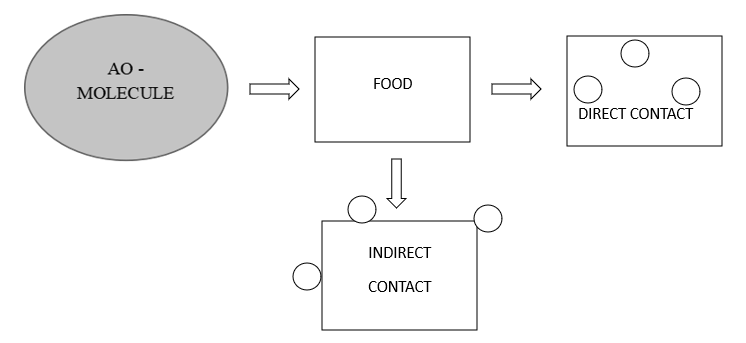 AO -
MOLECULE
FOOD
DIRECT CONTACT
INDIRECT
CONTACT